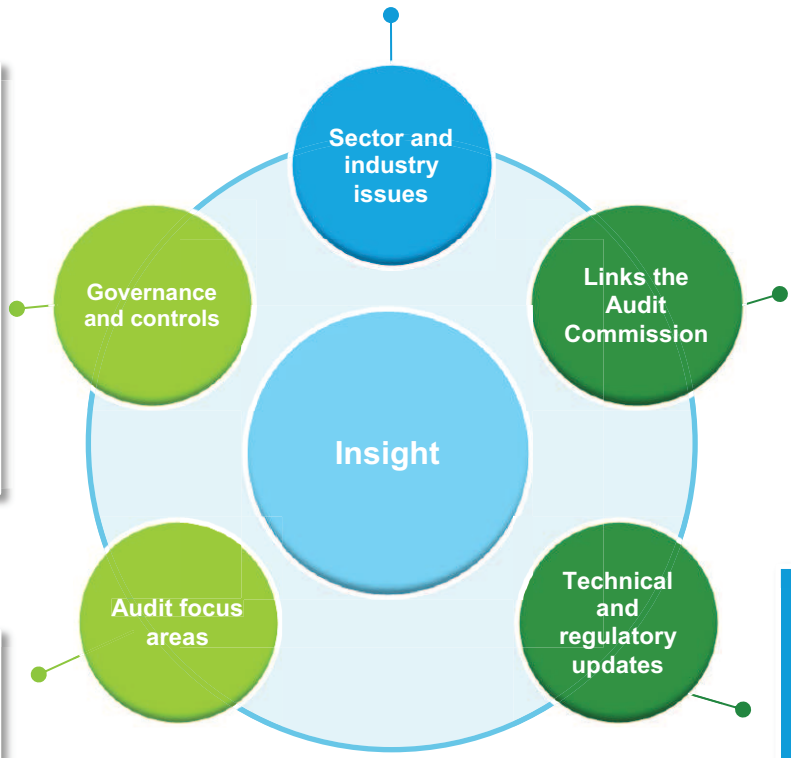 Sector and
industry
issues
Governance
and controls
Links the
Audit
Commission
Insight
Audit focus
areas
Technical
and
regulatory
updates